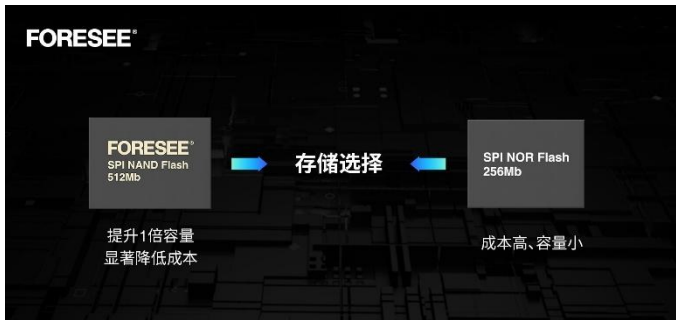 FORESEE®
FORESEE®
SPI NAND Flash
512Mb
提升1倍容量
显著降低成本
存储选择
SPI NOR Flash
256Mb
成本高、容量小